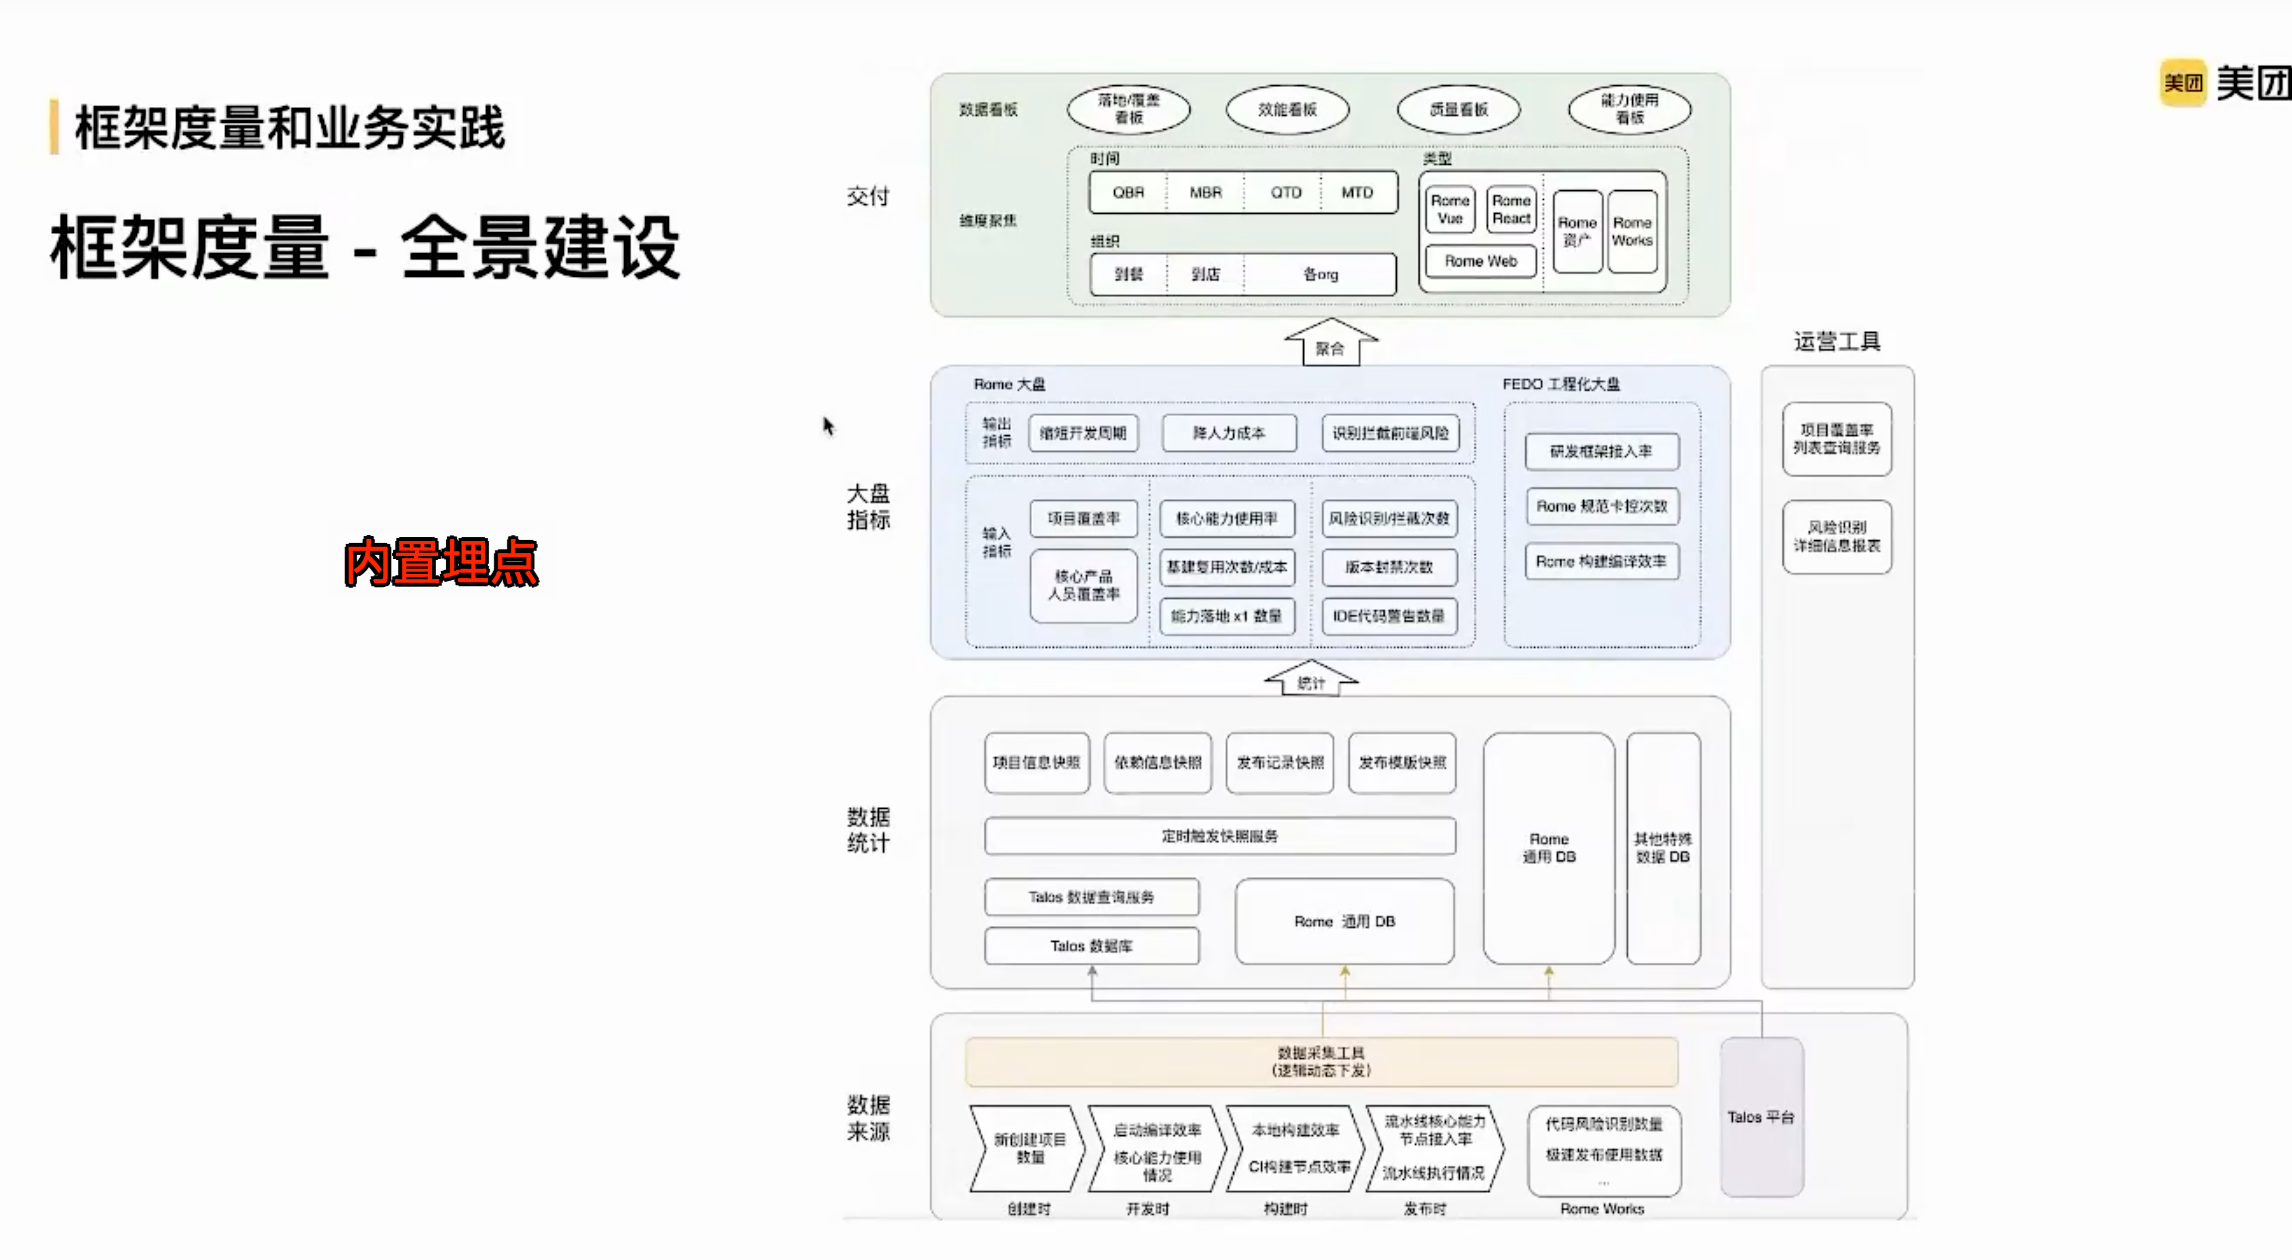 框架度量和业务实践
框架度量 - 全景建设
美团 美团
内置埋点
交付
数据看板
落地/覆盖
看板
效能看板
质量看板
能力使用
看板
维度聚焦
时间
QBR MBR QTD MTD
组织
到餐 到店 各org
类型
Rome
Vue
Rome
React
Rome Web
Rome
资产
Rome
Works
聚合
大盘
指标
Rome 大盘
输出
指标
缩短开发周期
降人力成本
识别拦截前端风险
输入
指标
项目覆盖率
核心产品
人员覆盖率
核心能力使用率
基建复用次数/成本
能力落地 x1 数量
风险识别/拦截次数
版本封禁次数
IDE代码警告数量
FEDO 工程化大盘
研发框架接入率
Rome 规范卡控次数
Rome 构建编译效率
运营工具
项目覆盖率
列表查询服务
风险识别
详细信息报表
统计
数据
统计
项目信息快照
依赖信息快照
发布记录快照
发布模版快照
定时触发快照服务
Talos 数据查询服务
Talos 数据库
Rome 通用 DB
Rome
通用 DB
其他特殊
数据 DB
数据
来源
数据采集工具
(逻辑动态下发)
新创建项目
数量
创建时
启动编译效率
核心能力使用
情况
开发时
本地构建效率
CI构建节点效率
构建时
流水线核心能力
节点接入率
流水线执行情况
发布时
代码风险识别数量
极速发布使用数据
...
Rome Works
Talos 平台